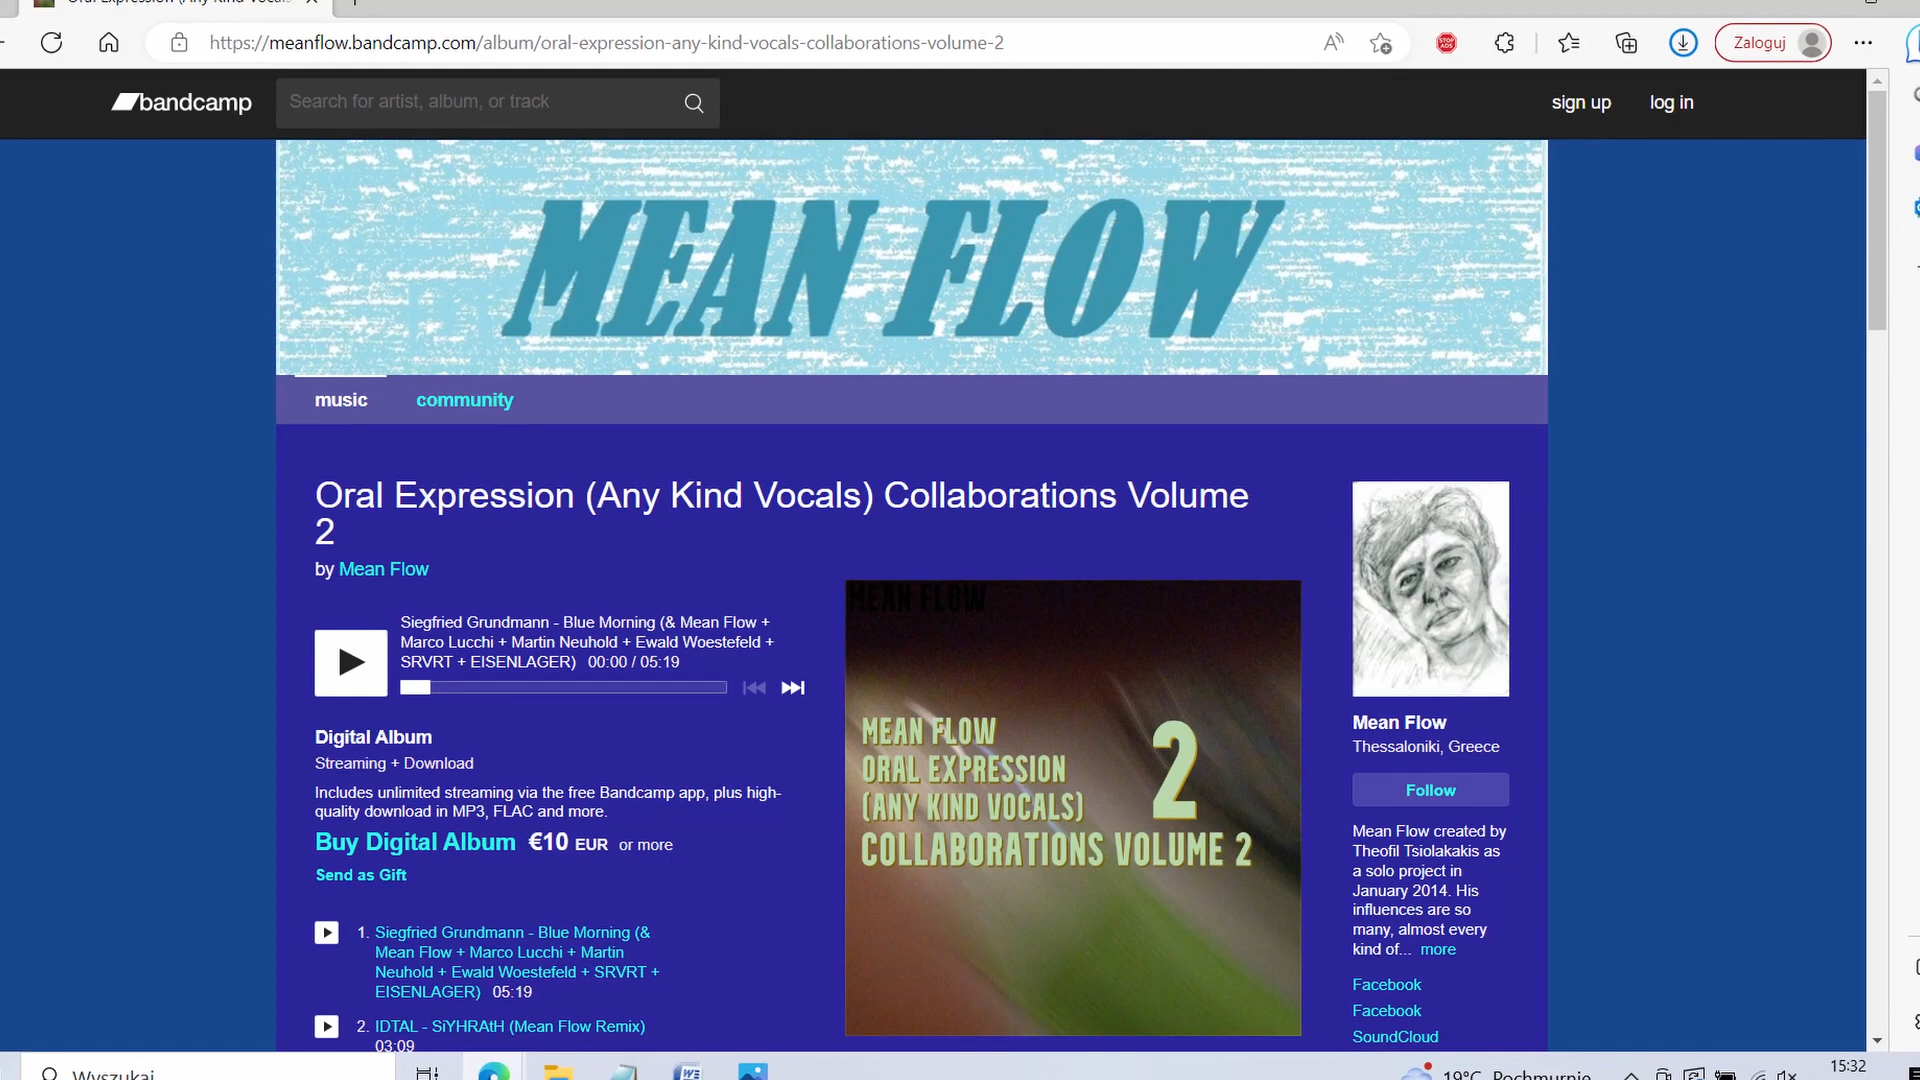 https://meanflow.bandcamp.com/album/oral-expression-any-kind-vocals-collaborations-volume-2
Zaloguj
bandcamp
Search for artist, album, or track
sign up
log in
MEAN FLOW
music
community
Oral Expression (Any Kind Vocals) Collaborations Volume
2
by Mean Flow
Siegfried Grundmann - Blue Morning (& Mean Flow +
Marco Lucchi + Martin Neuhold + Ewald Woestefeld +
SRVRT + EISENLAGER) 00:00 / 05:19
Digital Album
Streaming + Download
Includes unlimited streaming via the free Bandcamp app, plus high-
quality download in MP3, FLAC and more.
Buy Digital Album €10 EUR or more
Send as Gift
1. Siegfried Grundmann - Blue Morning (&
Mean Flow + Marco Lucchi + Martin
Neuhold + Ewald Woestefeld + SRVRT +
EISENLAGER) 05:19
2. IDTAL - SiYHRAtH (Mean Flow Remix)
03:09
MEAN FLOW
MEAN FLOW
ORAL EXPRESSION
(ANY KIND VOCALS)
2
COLLABORATIONS VOLUME 2
Mean Flow
Thessaloniki, Greece
Follow
Mean Flow created by
Theofil Tsiolakakis as
a solo project in
January 2014. His
influences are so
many, almost every
kind of... more
Facebook
Facebook
SoundCloud
Wyszukaj
19°C Pochmurnie
15:32